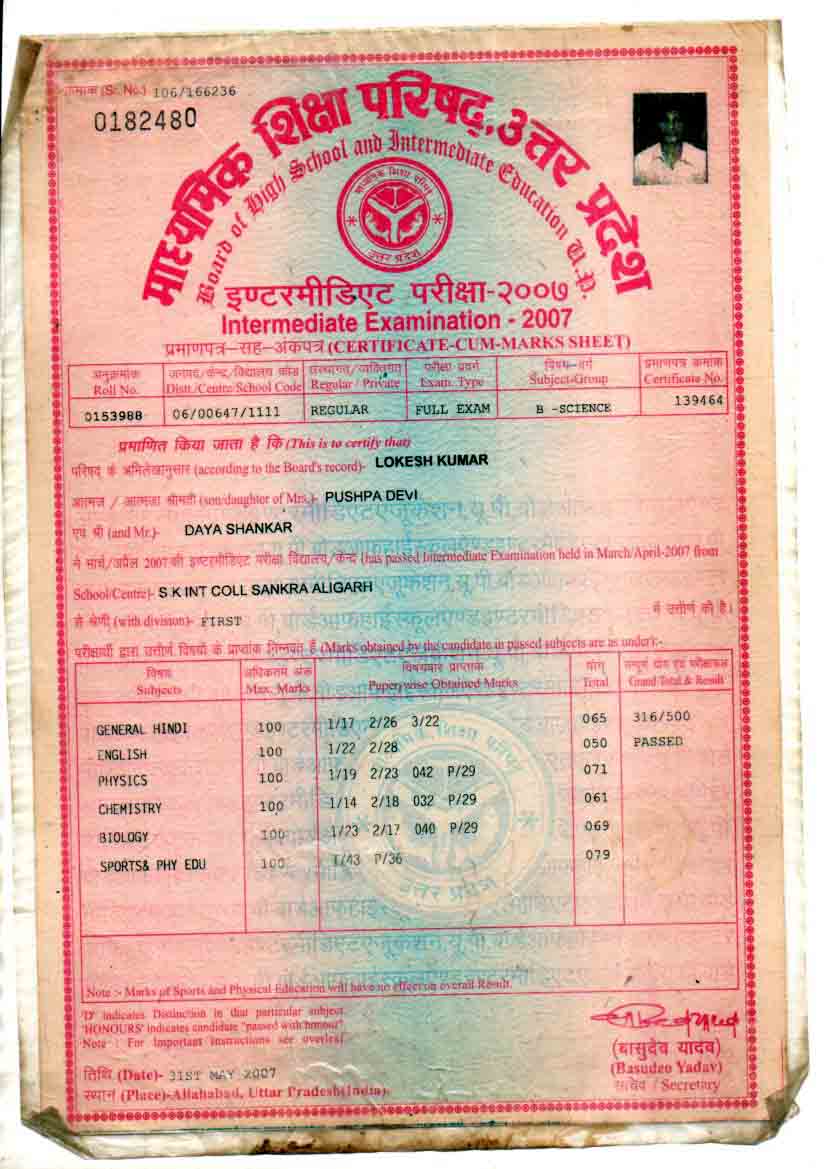 क्रमांक (Sr. No.) 106/166236
0182480
माध्यमिक शिक्षा परिषद्, उत्तर प्रदेश
Board of High School and Intermediate Education U.P.
माध्यमिक शिक्षा परिषद्
उत्तर प्रदेश
इण्टरमीडिएट परीक्षा-२००७
Intermediate Examination - 2007
प्रमाणपत्र-सह-अंकपत्र (CERTIFICATE-CUM-MARKS SHEET)
अनुक्रमांक जनपद/केन्द्र/विद्यालय कोड संस्थागत/व्यक्तिगत परीक्षा प्रवर्ग विषय-वर्ग प्रमाणपत्र क्रमांक
Roll No. Distt./Centre/School Code Regular / Private Exam. Type Subject-Group Certificate No.
0153988 06/00647/1111 REGULAR FULL EXAM B -SCIENCE 139464
प्रमाणित किया जाता है कि (This is to certify that)
परिषद् के अभिलेखानुसार (according to the Board's record)- LOKESH KUMAR
आत्मज / आत्मजा श्रीमती (son/daughter of Mrs.)- PUSHPA DEVI
एवं श्री (and Mr.)- DAYA SHANKAR
ने मार्च/अप्रैल 2007 की इण्टरमीडिएट परीक्षा विद्यालय/केन्द्र (has passed Intermediate Examination held in March/April-2007 from
School/Centre)- S K INT COLL SANKRA ALIGARH
से श्रेणी (with division)- FIRST में उत्तीर्ण की है।
परीक्षार्थी द्वारा उत्तीर्ण विषयों के प्राप्तांक निम्नवत् हैं (Marks obtained by the candidate in passed subjects are as under):-
विषय अधिकतम अंक विषयवार प्राप्तांक योग सम्पूर्ण योग एवं परीक्षाफल
Subjects Max. Marks Paperwise Obtained Marks Total Grand Total & Result
GENERAL HINDI 100 1/17 2/26 3/22 065 316/500
ENGLISH 100 1/22 2/28 050 PASSED
PHYSICS 100 1/19 2/23 042 P/29 071
CHEMISTRY 100 1/14 2/18 032 P/29 061
BIOLOGY 100 1/23 2/17 040 P/29 069
SPORTS& PHY EDU 100 T/43 P/36 079
Note :- Marks of Sports and Physical Education will have no effect on overall Result.
'D' indicates Distinction in that particular subject
'HONOURS' indicates candidate "passed with honour"
Note : For Important Instructions see overleaf
(बासुदेव यादव)
(Basudeo Yadav)
सचिव / Secretary
तिथि (Date)- 31ST MAY 2007
स्थान (Place)-Allahabad, Uttar Pradesh(India).